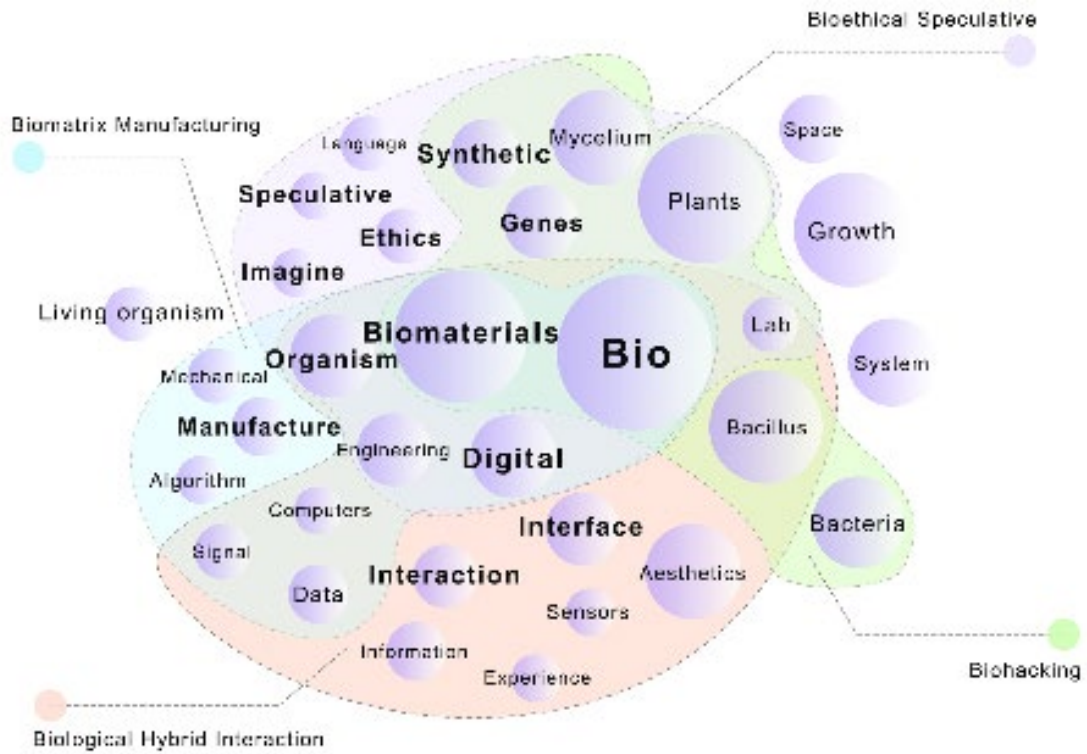 Bioethical Speculative
Biomatrix Manufacturing
Space
Language
Mycolium
Synthetic
Speculative
Plants
Genes
Ethics
Growth
Imagine
Living organism
Biomaterials
Lab
Organism
Bio
System
Mechanical
Manufacture
Bacillus
Engineering
Digital
Algorithm
Computers
Interface
Bacteria
Signal
Interaction
Aesthetics
Data
Sensors
Information
Experience
Biohacking
Biological Hybrid Interaction